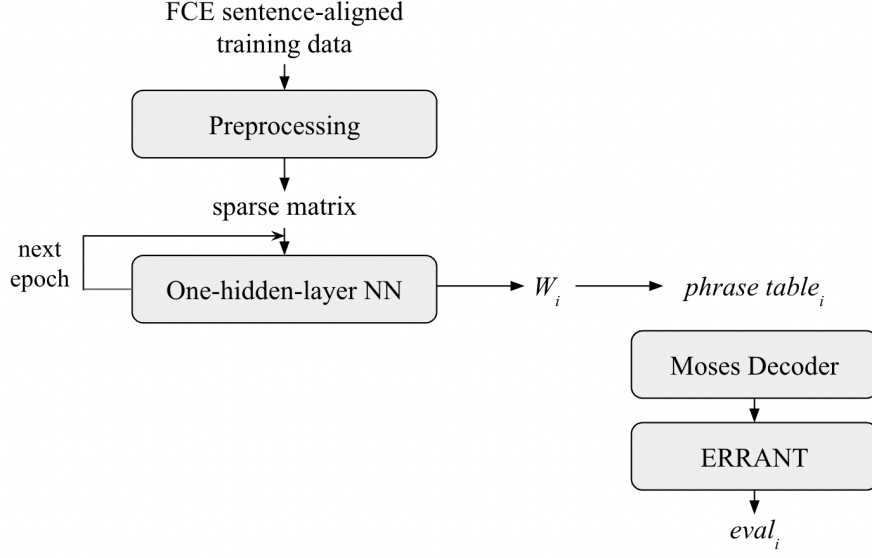 FCE sentence-aligned
training data
Preprocessing
sparse matrix
next
epoch
One-hidden-layer NN
W_i
phrase table_i
Moses Decoder
ERRANT
eval_i